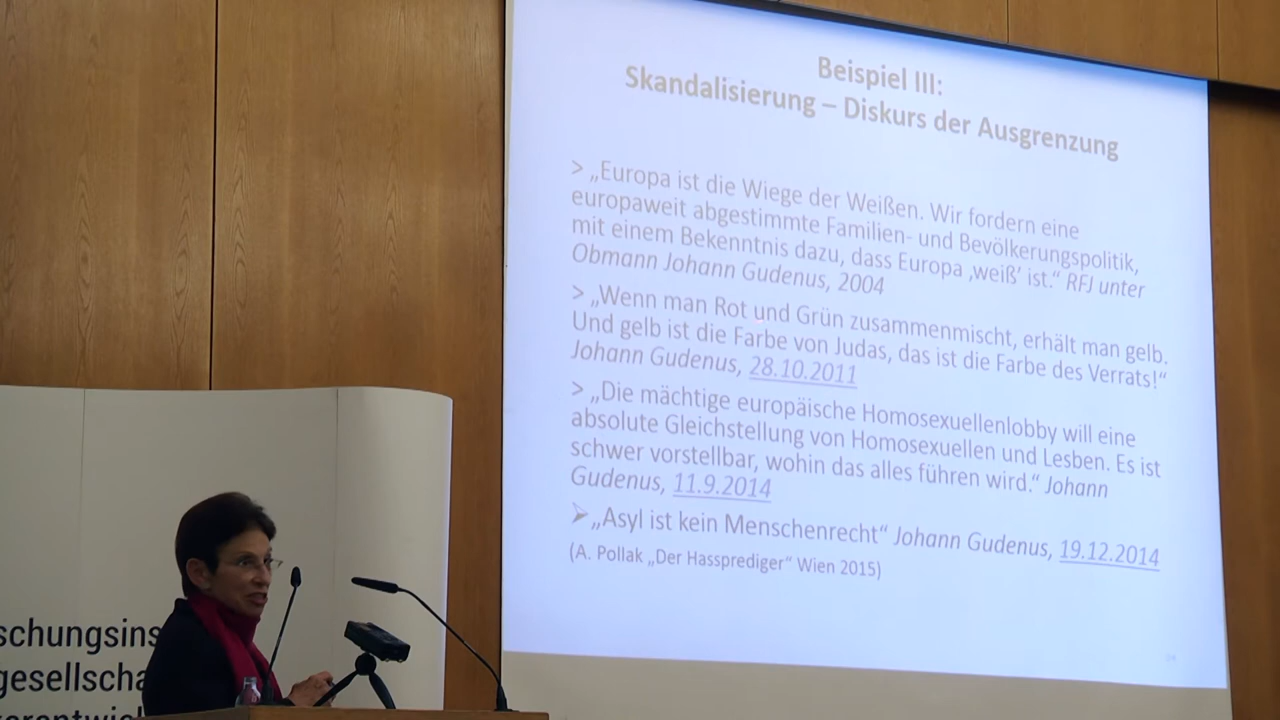 Beispiel III:
Skandalisierung – Diskurs der Ausgrenzung
> „Europa ist die Wiege der Weißen. Wir fordern eine
europaweit abgestimmte Familien- und Bevölkerungspolitik,
mit einem Bekenntnis dazu, dass Europa ‚weiß' ist.“ RFJ unter
Obmann Johann Gudenus, 2004
> „Wenn man Rot und Grün zusammenmischt, erhält man gelb.
Und gelb ist die Farbe von Judas, das ist die Farbe des Verrats!“
Johann Gudenus, 28.10.2011
> „Die mächtige europäische Homosexuellenlobby will eine
absolute Gleichstellung von Homosexuellen und Lesben. Es ist
schwer vorstellbar, wohin das alles führen wird.“ Johann
Gudenus, 11.9.2014
➢ „Asyl ist kein Menschenrecht“ Johann Gudenus, 19.12.2014
(A. Pollak „Der Hassprediger“ Wien 2015)
schungsins
gesellscha